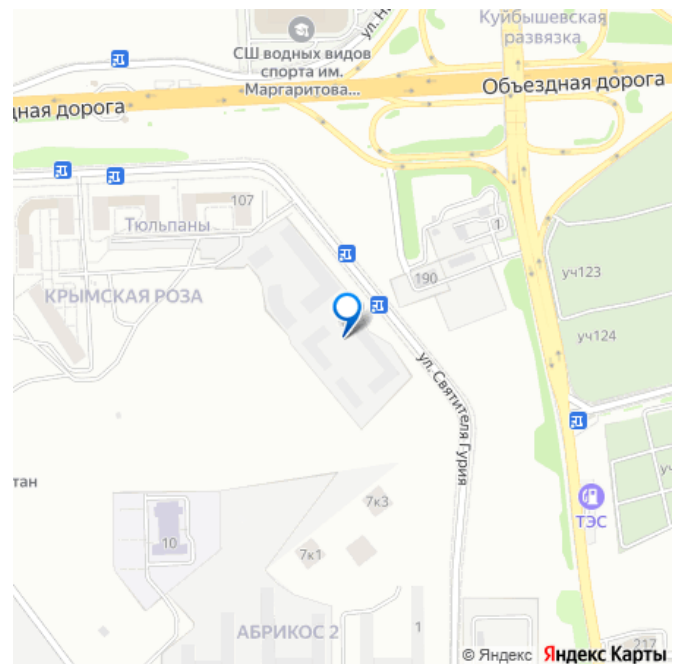 Куйбышевская
развязка
ул. Н
СШ водных видов
спорта им.
Маргаритова...
Объездная дорога
дная дорога
107
Тюльпаны
1
190
уч123
КРЫМСКАЯ РОЗА
уч124
ул. Святителя Гурия
тан
7к3
ТЭС
10
7к1
АБРИКОС 2
1
217
© Яндекс Яндекс Карты